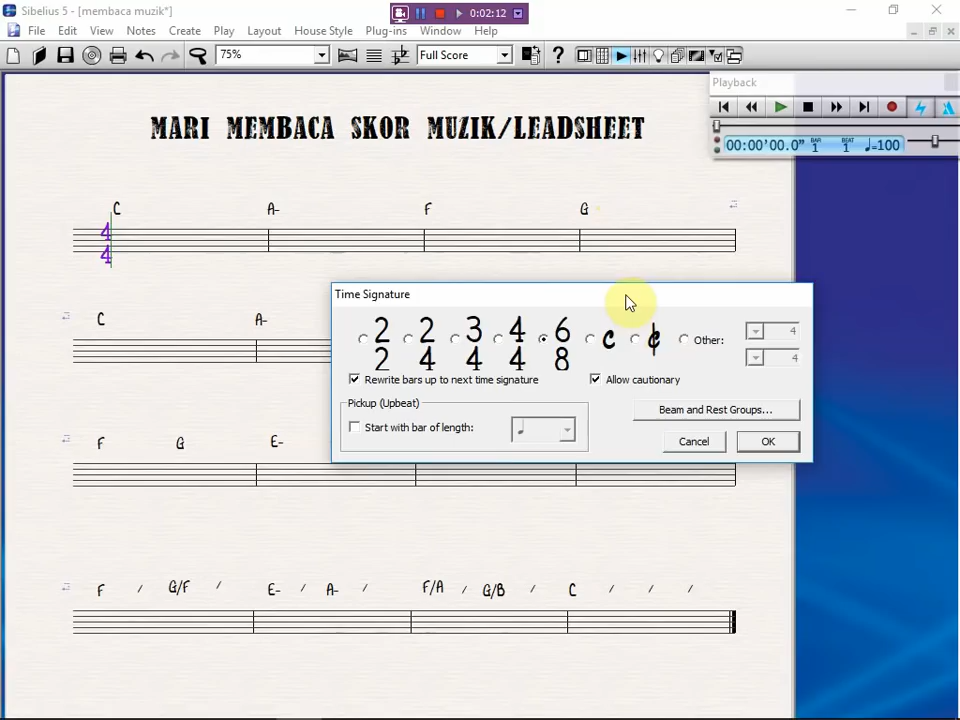 Sibelius 5 - [membaca muzik*]
00:02:12
File Edit View Notes Create Play Layout House Style Plug-ins Window Help
75%
Full Score
Playback
MARI MEMBACA SKOR MUZIK/LEADSHEET
00:00'00.0" BAR 1 BEAT 1 ♩=100
C A- F G
4
4
Time Signature
2 2 3 4 6 Other: 4
2 4 4 4 8 4
C A-
Rewrite bars up to next time signature
Allow cautionary
Pickup (Upbeat)
Beam and Rest Groups...
Start with bar of length:
Cancel
OK
F G E-
F / G/F / E- / A- / F/A / G/B / C / / /